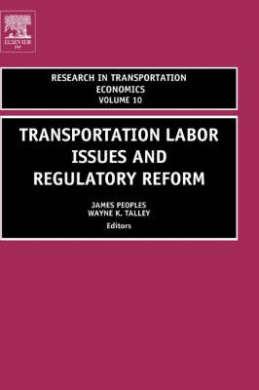 ELSEVIER
RESEARCH IN TRANSPORTATION
ECONOMICS
VOLUME 10
TRANSPORTATION LABOR
ISSUES AND
REGULATORY REFORM
JAMES PEOPLES
WAYNE K. TALLEY
Editors